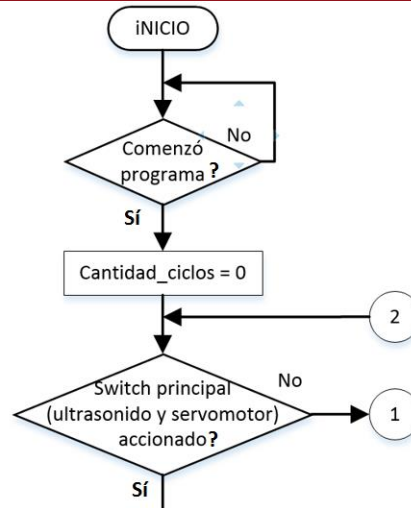 iNICIO
No
Comenzó
programa ?
Sí
Cantidad_ciclos = 0
2
Switch principal
No
(ultrasonido y servomotor)
1
accionado?
Sí